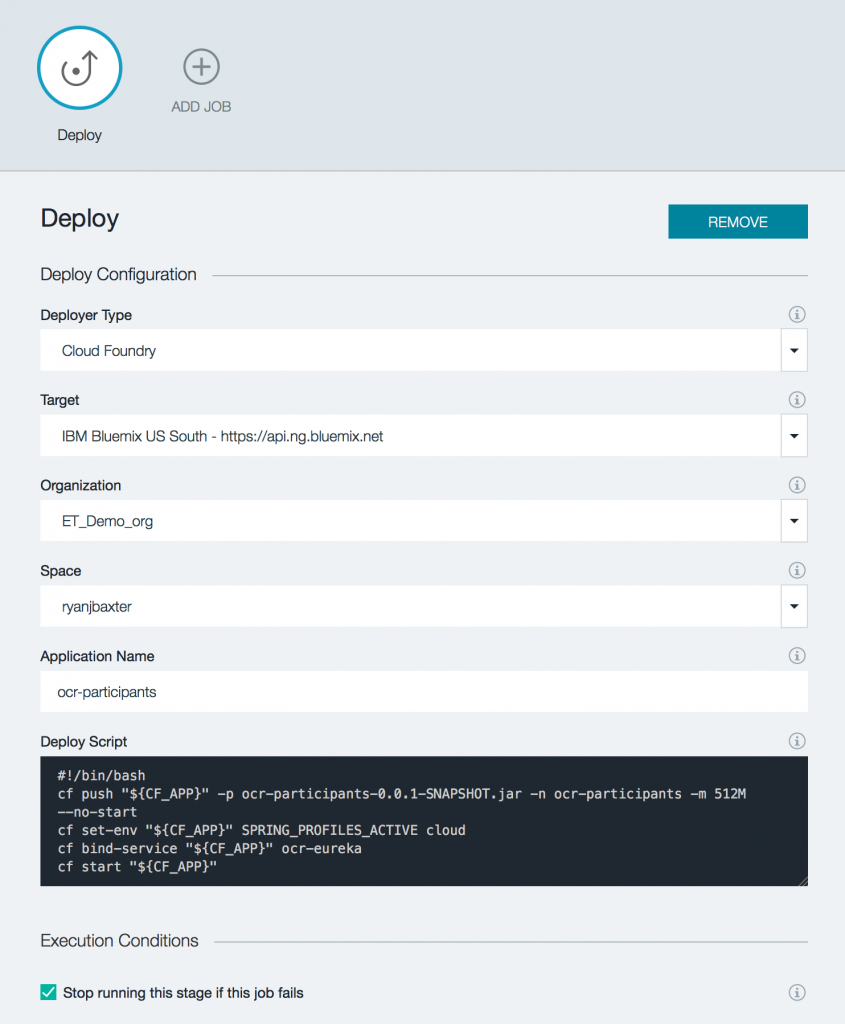 Deploy
ADD JOB
Deploy
REMOVE
Deploy Configuration
Deployer Type
Cloud Foundry
Target
IBM Bluemix US South - https://api.ng.bluemix.net
Organization
ET_Demo_org
Space
ryanjbaxter
Application Name
ocr-participants
Deploy Script
#!/bin/bash
cf push "${CF_APP}" -p ocr-participants-0.0.1-SNAPSHOT.jar -n ocr-participants -m 512M
--no-start
cf set-env "${CF_APP}" SPRING_PROFILES_ACTIVE cloud
cf bind-service "${CF_APP}" ocr-eureka
cf start "${CF_APP}"
Execution Conditions
Stop running this stage if this job fails